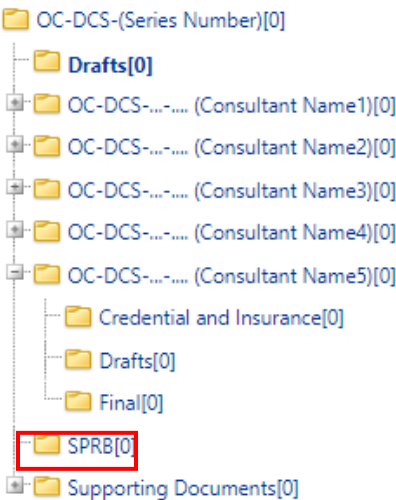 OC-DCS-(Series Number)[0]
Drafts[0]
OC-DCS-...-.... (Consultant Name1)[0]
OC-DCS-...-.... (Consultant Name2)[0]
OC-DCS-...-.... (Consultant Name3)[0]
OC-DCS-...-.... (Consultant Name4)[0]
OC-DCS-...-.... (Consultant Name5)[0]
Credential and Insurance[0]
Drafts[0]
Final[0]
SPRB[0]
Supporting Documents[0]